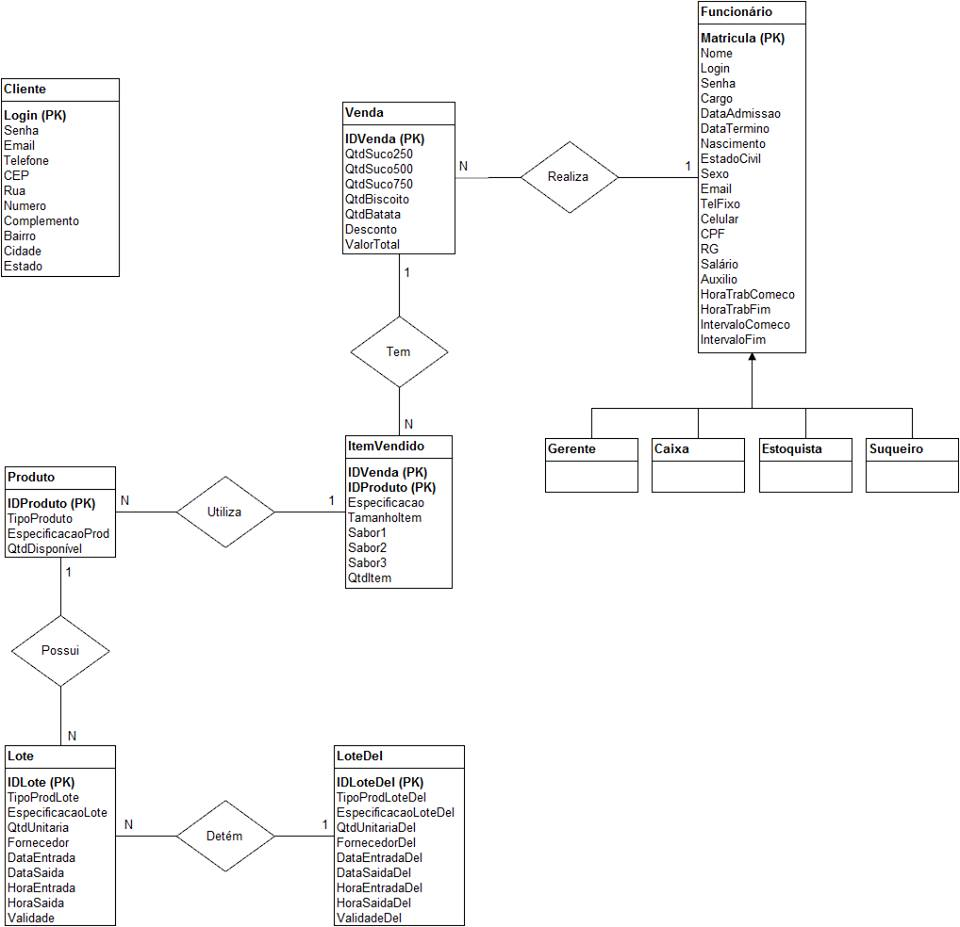 Funcionário
Matricula (PK)
Nome
Login
Senha
Cargo
DataAdmissao
DataTermino
Nascimento
EstadoCivil
Sexo
Email
TelFixo
Celular
CPF
RG
Salário
Auxilio
HoraTrabComeco
HoraTrabFim
IntervaloComeco
IntervaloFim
Cliente
Login (PK)
Senha
Email
Telefone
CEP
Rua
Numero
Complemento
Bairro
Cidade
Estado
Venda
IDVenda (PK)
QtdSuco250
QtdSuco500
QtdSuco750
QtdBiscoito
QtdBatata
Desconto
ValorTotal
N
Realiza
1
1
Tem
N
Gerente
Caixa
Estoquista
Suqueiro
ItemVendido
IDVenda (PK)
IDProduto (PK)
Especificacao
TamanhoItem
Sabor1
Sabor2
Sabor3
QtdItem
Produto
IDProduto (PK)
TipoProduto
EspecificacaoProd
QtdDisponível
N
Utiliza
1
1
Possui
N
Lote
IDLote (PK)
TipoProdLote
EspecificacaoLote
QtdUnitaria
Fornecedor
DataEntrada
DataSaida
HoraEntrada
HoraSaida
Validade
N
Detém
1
LoteDel
IDLoteDel (PK)
TipoProdLoteDel
EspecificacaoLoteDel
QtdUnitariaDel
FornecedorDel
DataEntradaDel
DataSaidaDel
HoraEntradaDel
HoraSaidaDel
ValidadeDel